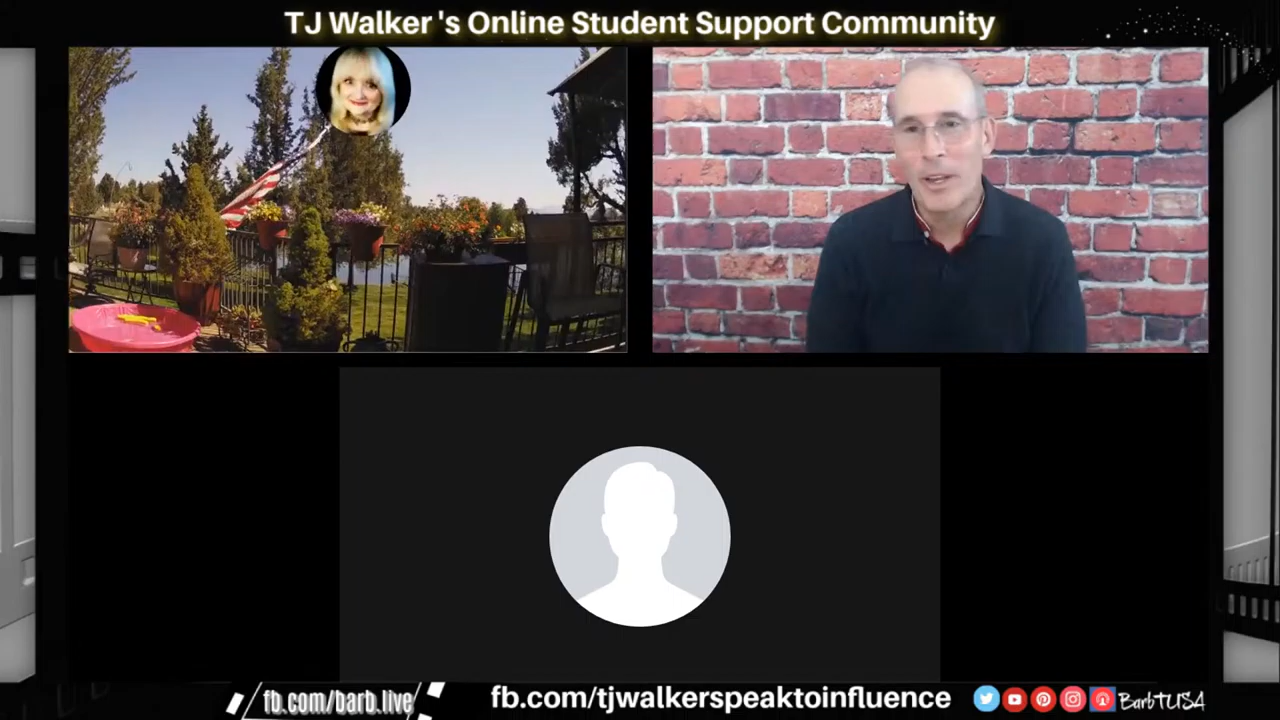 TJ Walker 's Online Student Support Community
fb.com/barb.live
fb.com/tjwalkerspeaktoinfluence
BarbTUSA